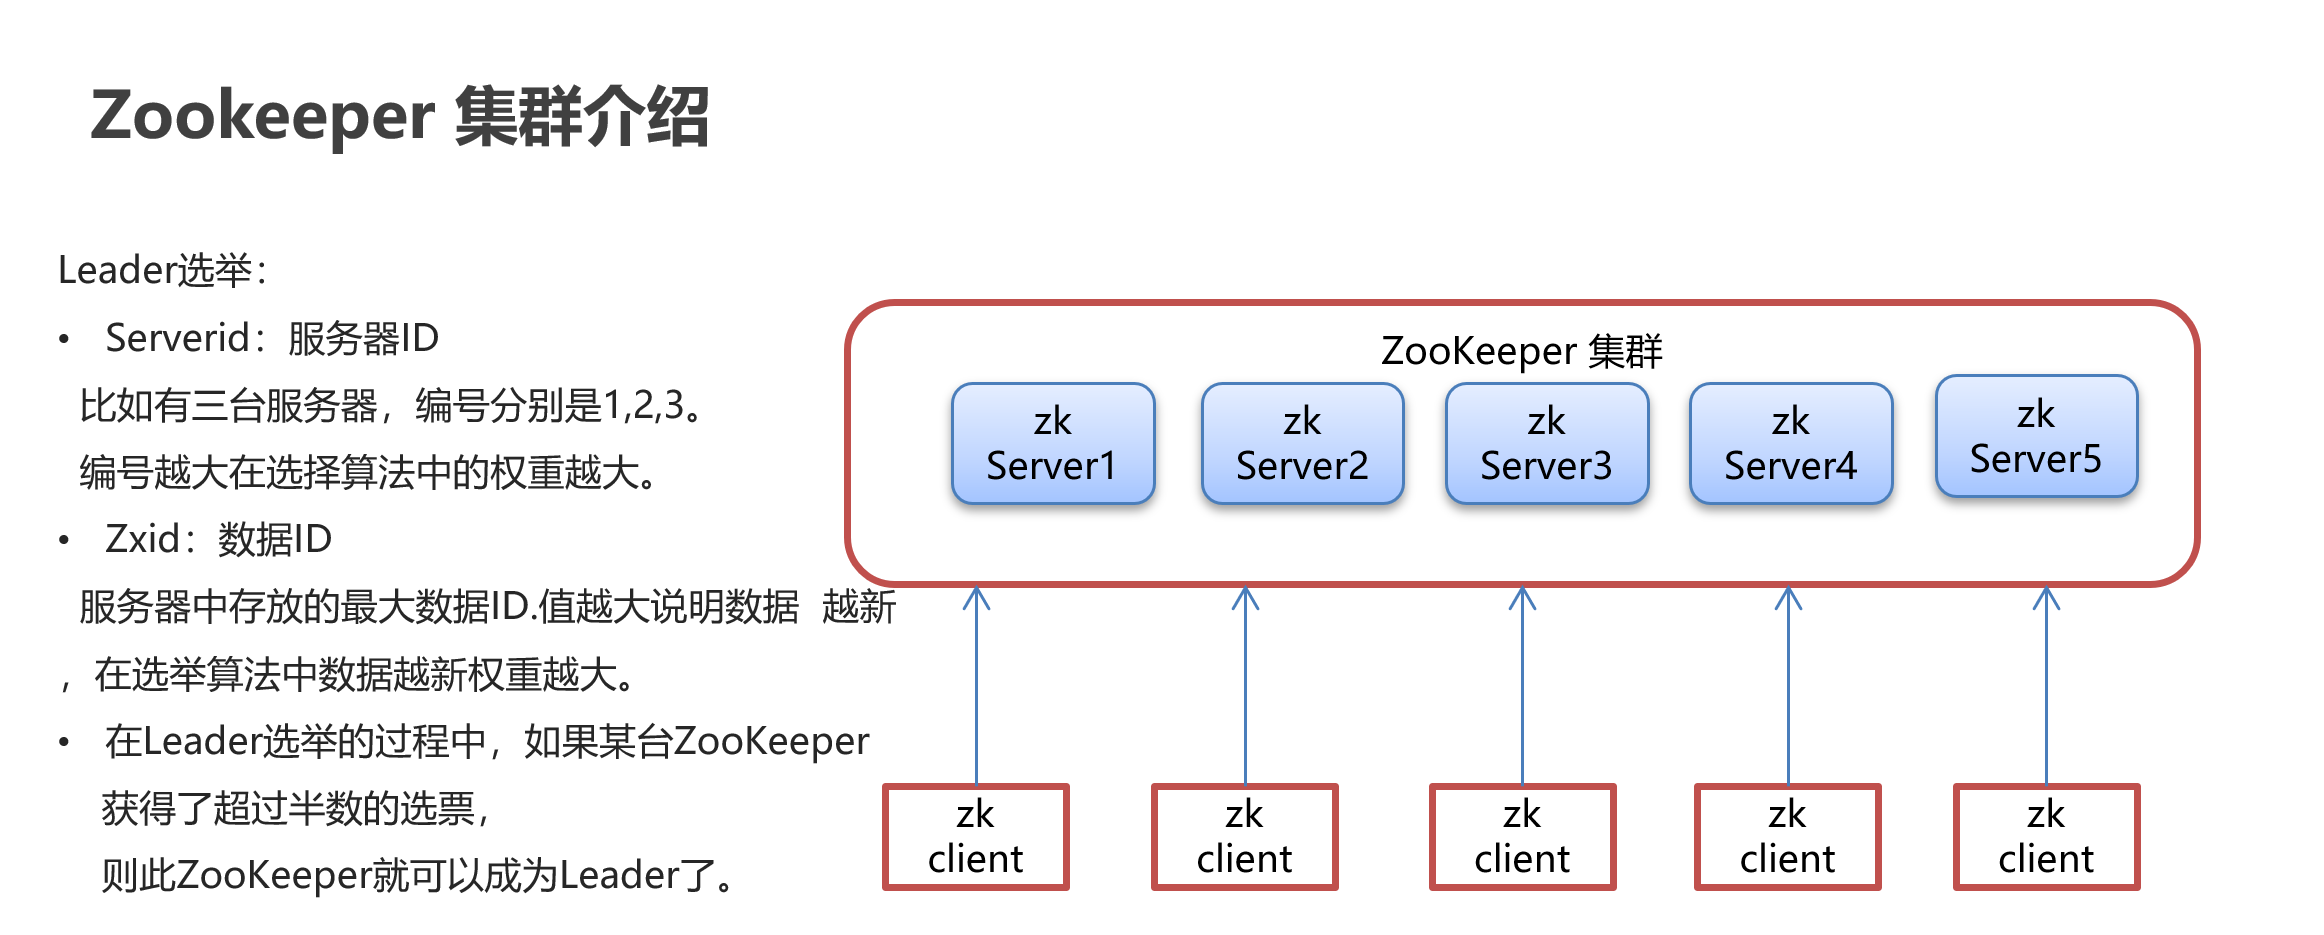 Zookeeper 集群介绍
Leader选举：
• Serverid：服务器ID
比如有三台服务器，编号分别是1,2,3。
编号越大在选择算法中的权重越大。
• Zxid：数据ID
服务器中存放的最大数据ID.值越大说明数据 越新
，在选举算法中数据越新权重越大。
• 在Leader选举的过程中，如果某台ZooKeeper
获得了超过半数的选票，
则此ZooKeeper就可以成为Leader了。
ZooKeeper 集群
zk
Server1
zk
Server2
zk
Server3
zk
Server4
zk
Server5
zk
client
zk
client
zk
client
zk
client
zk
client